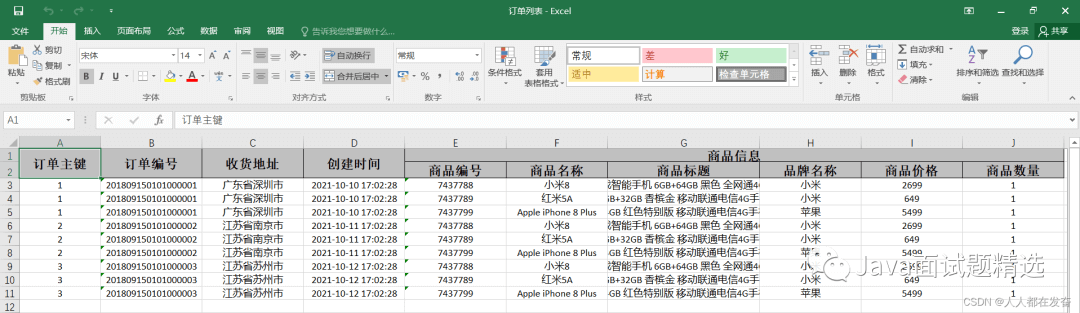 订单列表 - Excel
文件 开始 插入 页面布局 公式 数据 审阅 视图 告诉我您想要做什么... 登录 共享
剪切 宋体 14 自动换行 常规 常规 差 好 自动求和
复制 填充
粘贴 格式刷 B I U 合并后居中 条件格式 套用 表格格式 适中 计算 检查单元格 插入 删除 格式 清除 排序和筛选 查找和选择
剪贴板 字体 对齐方式 数字 样式 单元格 编辑
A1 fx 订单主键
A B C D E F G H I J
1 订单主键 订单编号 收货地址 创建时间 商品信息
2 商品编号 商品名称 商品标题 品牌名称 商品价格 商品数量
3 1 201809150101000001 广东省深圳市 2021-10-10 17:02:28 7437788 小米8 智能手机 6GB+64GB 黑色 全网通4G 小米 2699 1
4 1 201809150101000001 广东省深圳市 2021-10-10 17:02:28 7437789 红米5A GB+32GB 香槟金 移动联通电信4G手 小米 649 1
5 1 201809150101000001 广东省深圳市 2021-10-10 17:02:28 7437799 Apple iPhone 8 Plus GB 红色特别版 移动联通电信4G手 苹果 5499 1
6 2 201809150101000002 江苏省南京市 2021-10-11 17:02:28 7437788 小米8 智能手机 6GB+64GB 黑色 全网通4G 小米 2699 1
7 2 201809150101000002 江苏省南京市 2021-10-11 17:02:28 7437789 红米5A GB+32GB 香槟金 移动联通电信4G手 小米 649 1
8 2 201809150101000002 江苏省南京市 2021-10-11 17:02:28 7437799 Apple iPhone 8 Plus GB 红色特别版 移动联通电信4G手 苹果 5499 1
9 3 201809150101000003 江苏省苏州市 2021-10-12 17:02:28 7437788 小米8 智能手机 6GB+64GB 黑色 全网通4G 小米 2699 1
10 3 201809150101000003 江苏省苏州市 2021-10-12 17:02:28 7437789 红米5A GB+32GB 香槟金 移动联通电信4G手 小米 649 1
11 3 201809150101000003 江苏省苏州市 2021-10-12 17:02:28 7437799 Apple iPhone 8 Plus GB 红色特别版 移动联通电信4G手 苹果 5499 1
12
Java面试题精选
CSDN @人人都在发奋